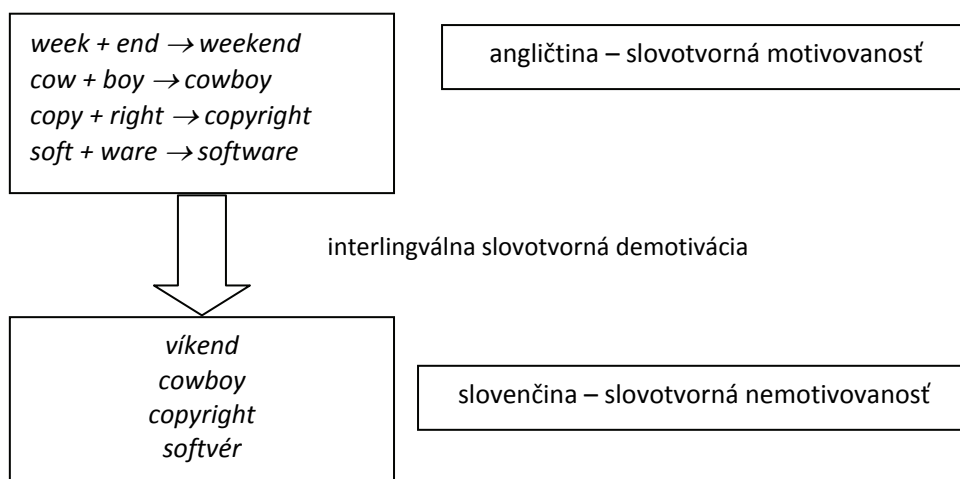 week + end → weekend
cow + boy → cowboy
copy + right → copyright
soft + ware → software
angličtina – slovotvorná motivovanosť
interlingválna slovotvorná demotivácia
víkend
cowboy
copyright
softvér
slovenčina – slovotvorná nemotivovanosť